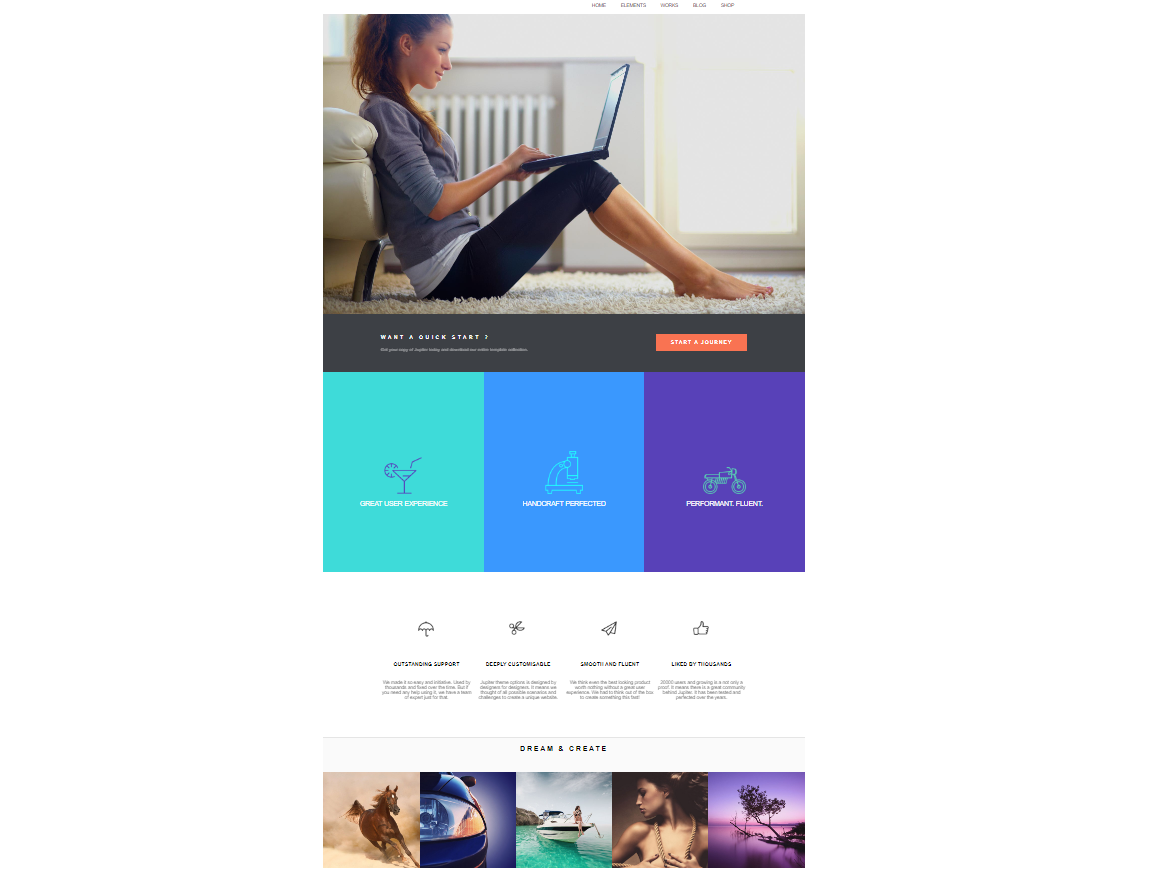 HOME ELEMENTS WORKS BLOG SHOP
WANT A QUICK START ?
Get your copy of Jupiter today and download our entire template collection.
START A JOURNEY
GREAT USER EXPERIENCE
HANDCRAFT PERFECTED
PERFORMANT. FLUENT.
OUTSTANDING SUPPORT
We made it so easy and initiative. Liked by
thousands and fixed over the time. But if
you need any help using it, we have a team
of expert just for that.
DEEPLY CUSTOMISABLE
Jupiter theme options is designed by
designers for designers. It means we
thought of all possible scenarios and
challenges to create a unique website.
SMOOTH AND FLUENT
We think even the best looking product
worth nothing without a great user
experience. We had to think out of the box
to create something this fast!
LIKED BY THOUSANDS
20000 users and growing is a not only a
proof. It means there is a great community
behind Jupiter. It has been tested and
perfected over the years.
DREAM & CREATE